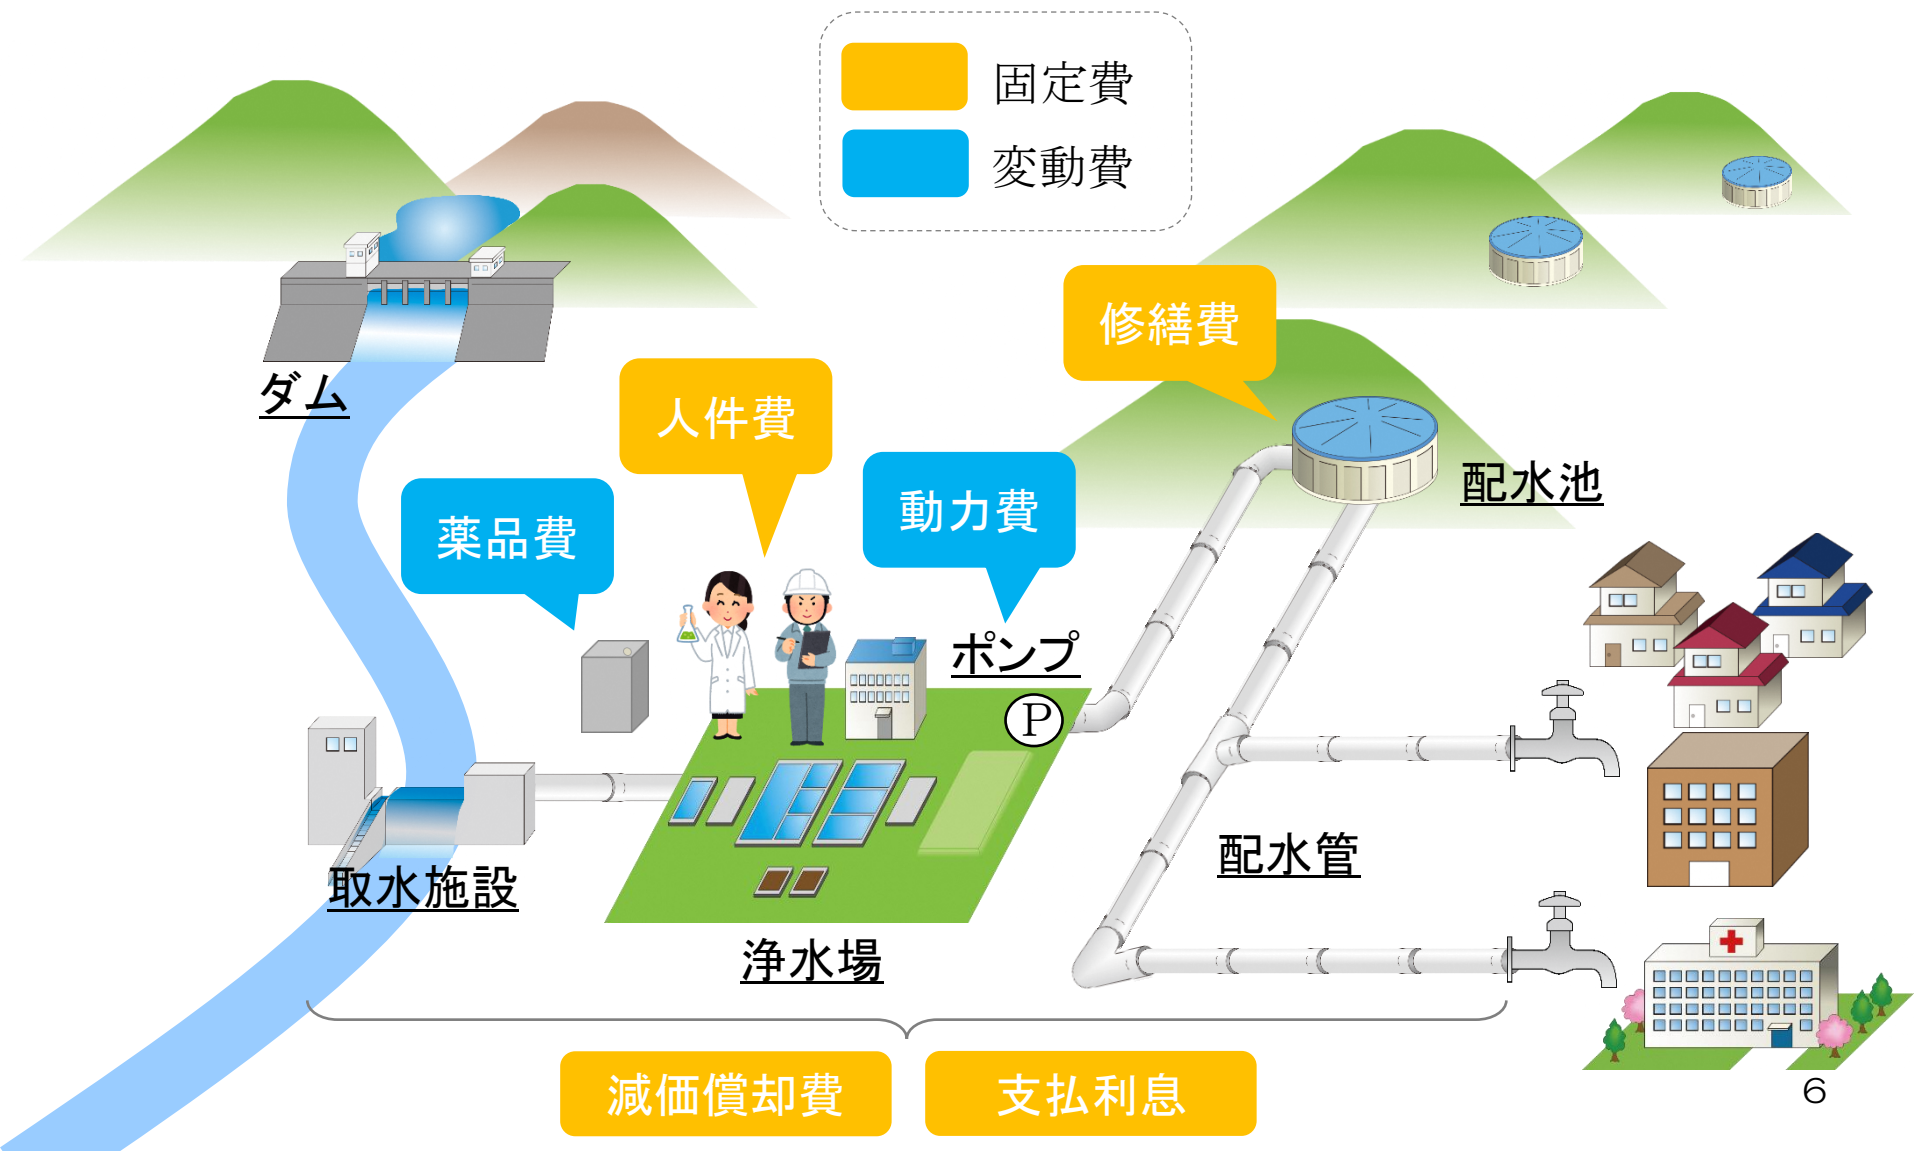 固定費
変動費
修繕費
ダム
人件費
動力費
薬品費
配水池
ポンプ
P
配水管
取水施設
浄水場
減価償却費
支払利息
6